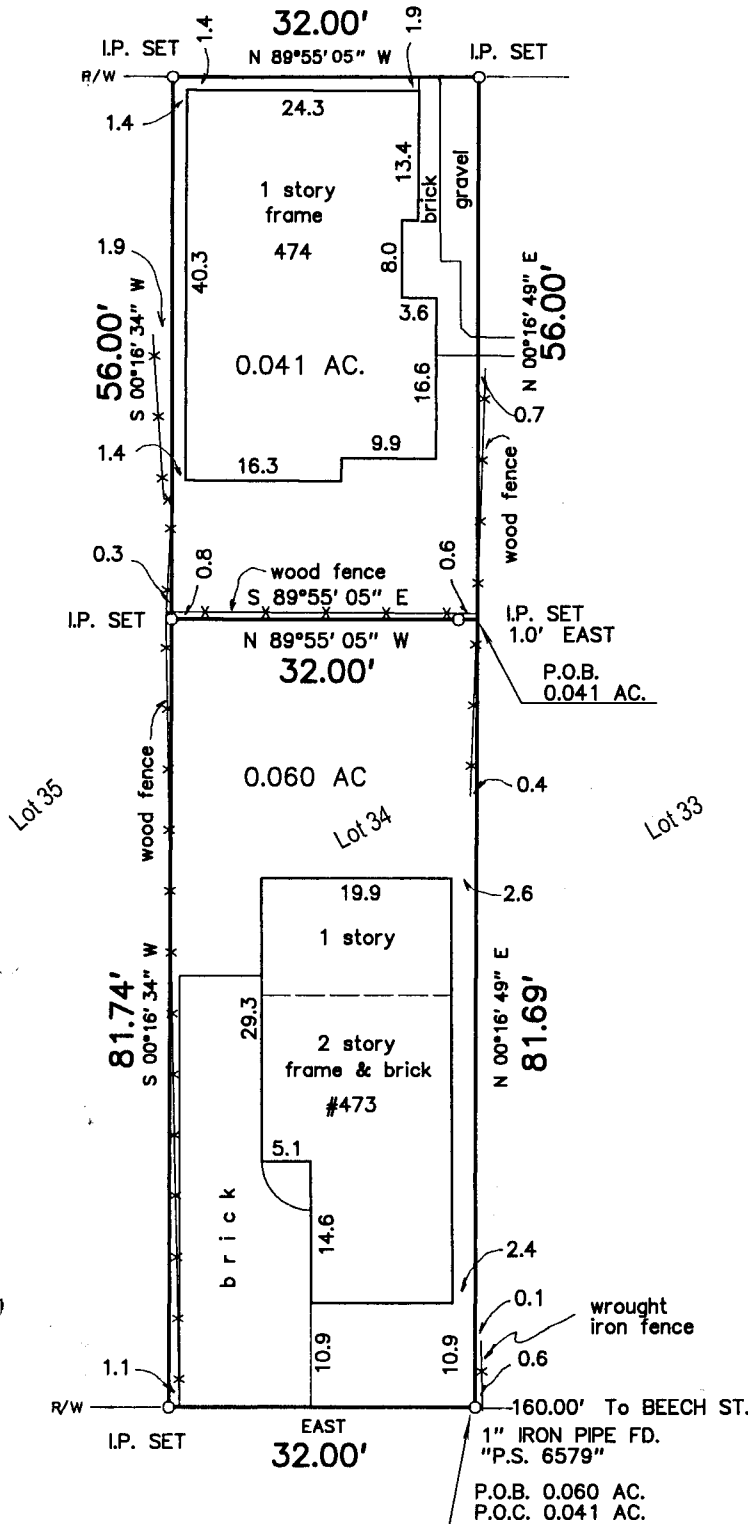 32.00'
I.P. SET
1.4
N 89°55'05" W
1.9
I.P. SET
R/W
1.4
24.3
13.4
brick
gravel
1 story
frame
474
8.0
1.9
40.3
3.6
56.00'
S 00°16'34" W
N 00°16'49" E
56.00'
0.041 AC.
16.6
0.7
1.4
9.9
16.3
wood fence
0.3
0.8
wood fence
0.6
S 89°55'05" E
I.P. SET
I.P. SET
1.0' EAST
N 89°55'05" W
32.00'
P.O.B.
0.041 AC.
wood fence
0.060 AC
0.4
Lot 35
Lot 34
Lot 33
19.9
2.6
1 story
81.74'
S 00°16'34" W
29.3
N 00°16'49" E
81.69'
2 story
frame & brick
#473
5.1
brick
14.6
2.4
0.1
wrought
iron fence
10.9
10.9
0.6
1.1
R/W
160.00' To BEECH ST.
EAST
32.00'
I.P. SET
1" IRON PIPE FD.
"P.S. 6579"
P.O.B. 0.060 AC.
P.O.C. 0.041 AC.